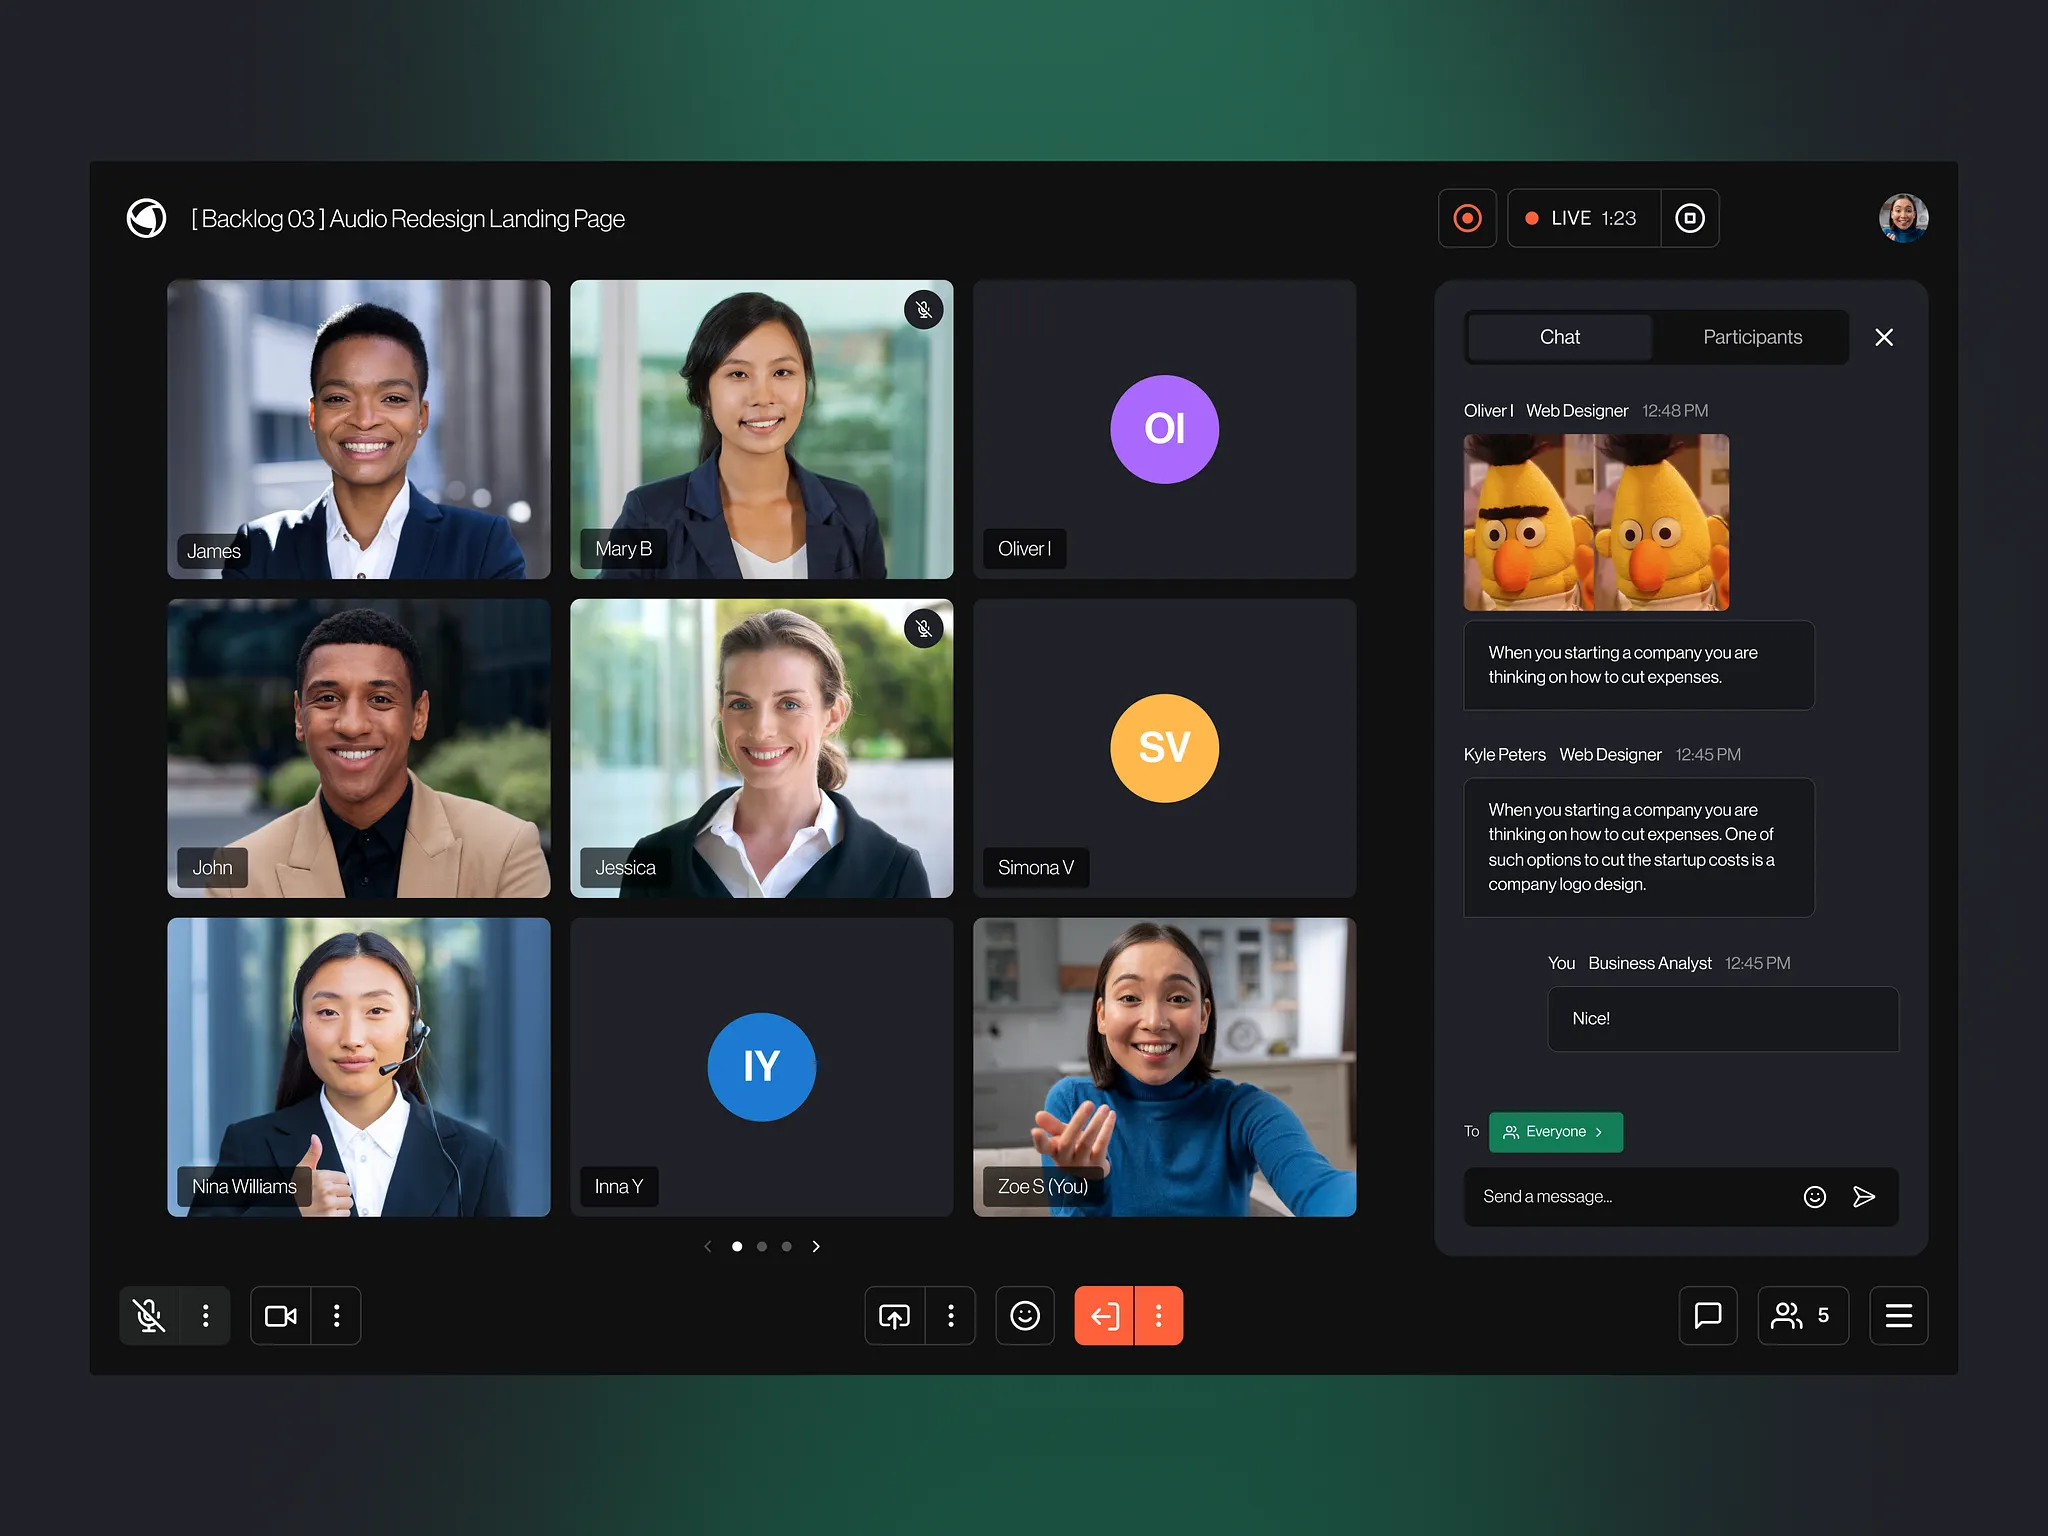 [ Backlog 03 ] Audio Redesign Landing Page
LIVE 1:23
James
Mary B
OI
Oliver I
John
Jessica
SV
Simona V
Nina Williams
IY
Inna Y
Zoe S (You)
Chat
Participants
Oliver I Web Designer 12:48 PM
When you starting a company you are
thinking on how to cut expenses.
Kyle Peters Web Designer 12:45 PM
When you starting a company you are
thinking on how to cut expenses. One of
such options to cut the startup costs is a
company logo design.
You Business Analyst 12:45 PM
Nice!
To Everyone
Send a message...
5